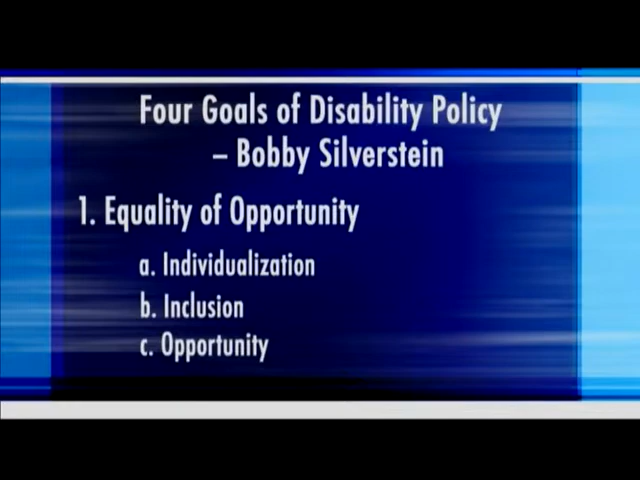 Four Goals of Disability Policy
– Bobby Silverstein
1. Equality of Opportunity
a. Individualization
b. Inclusion
c. Opportunity